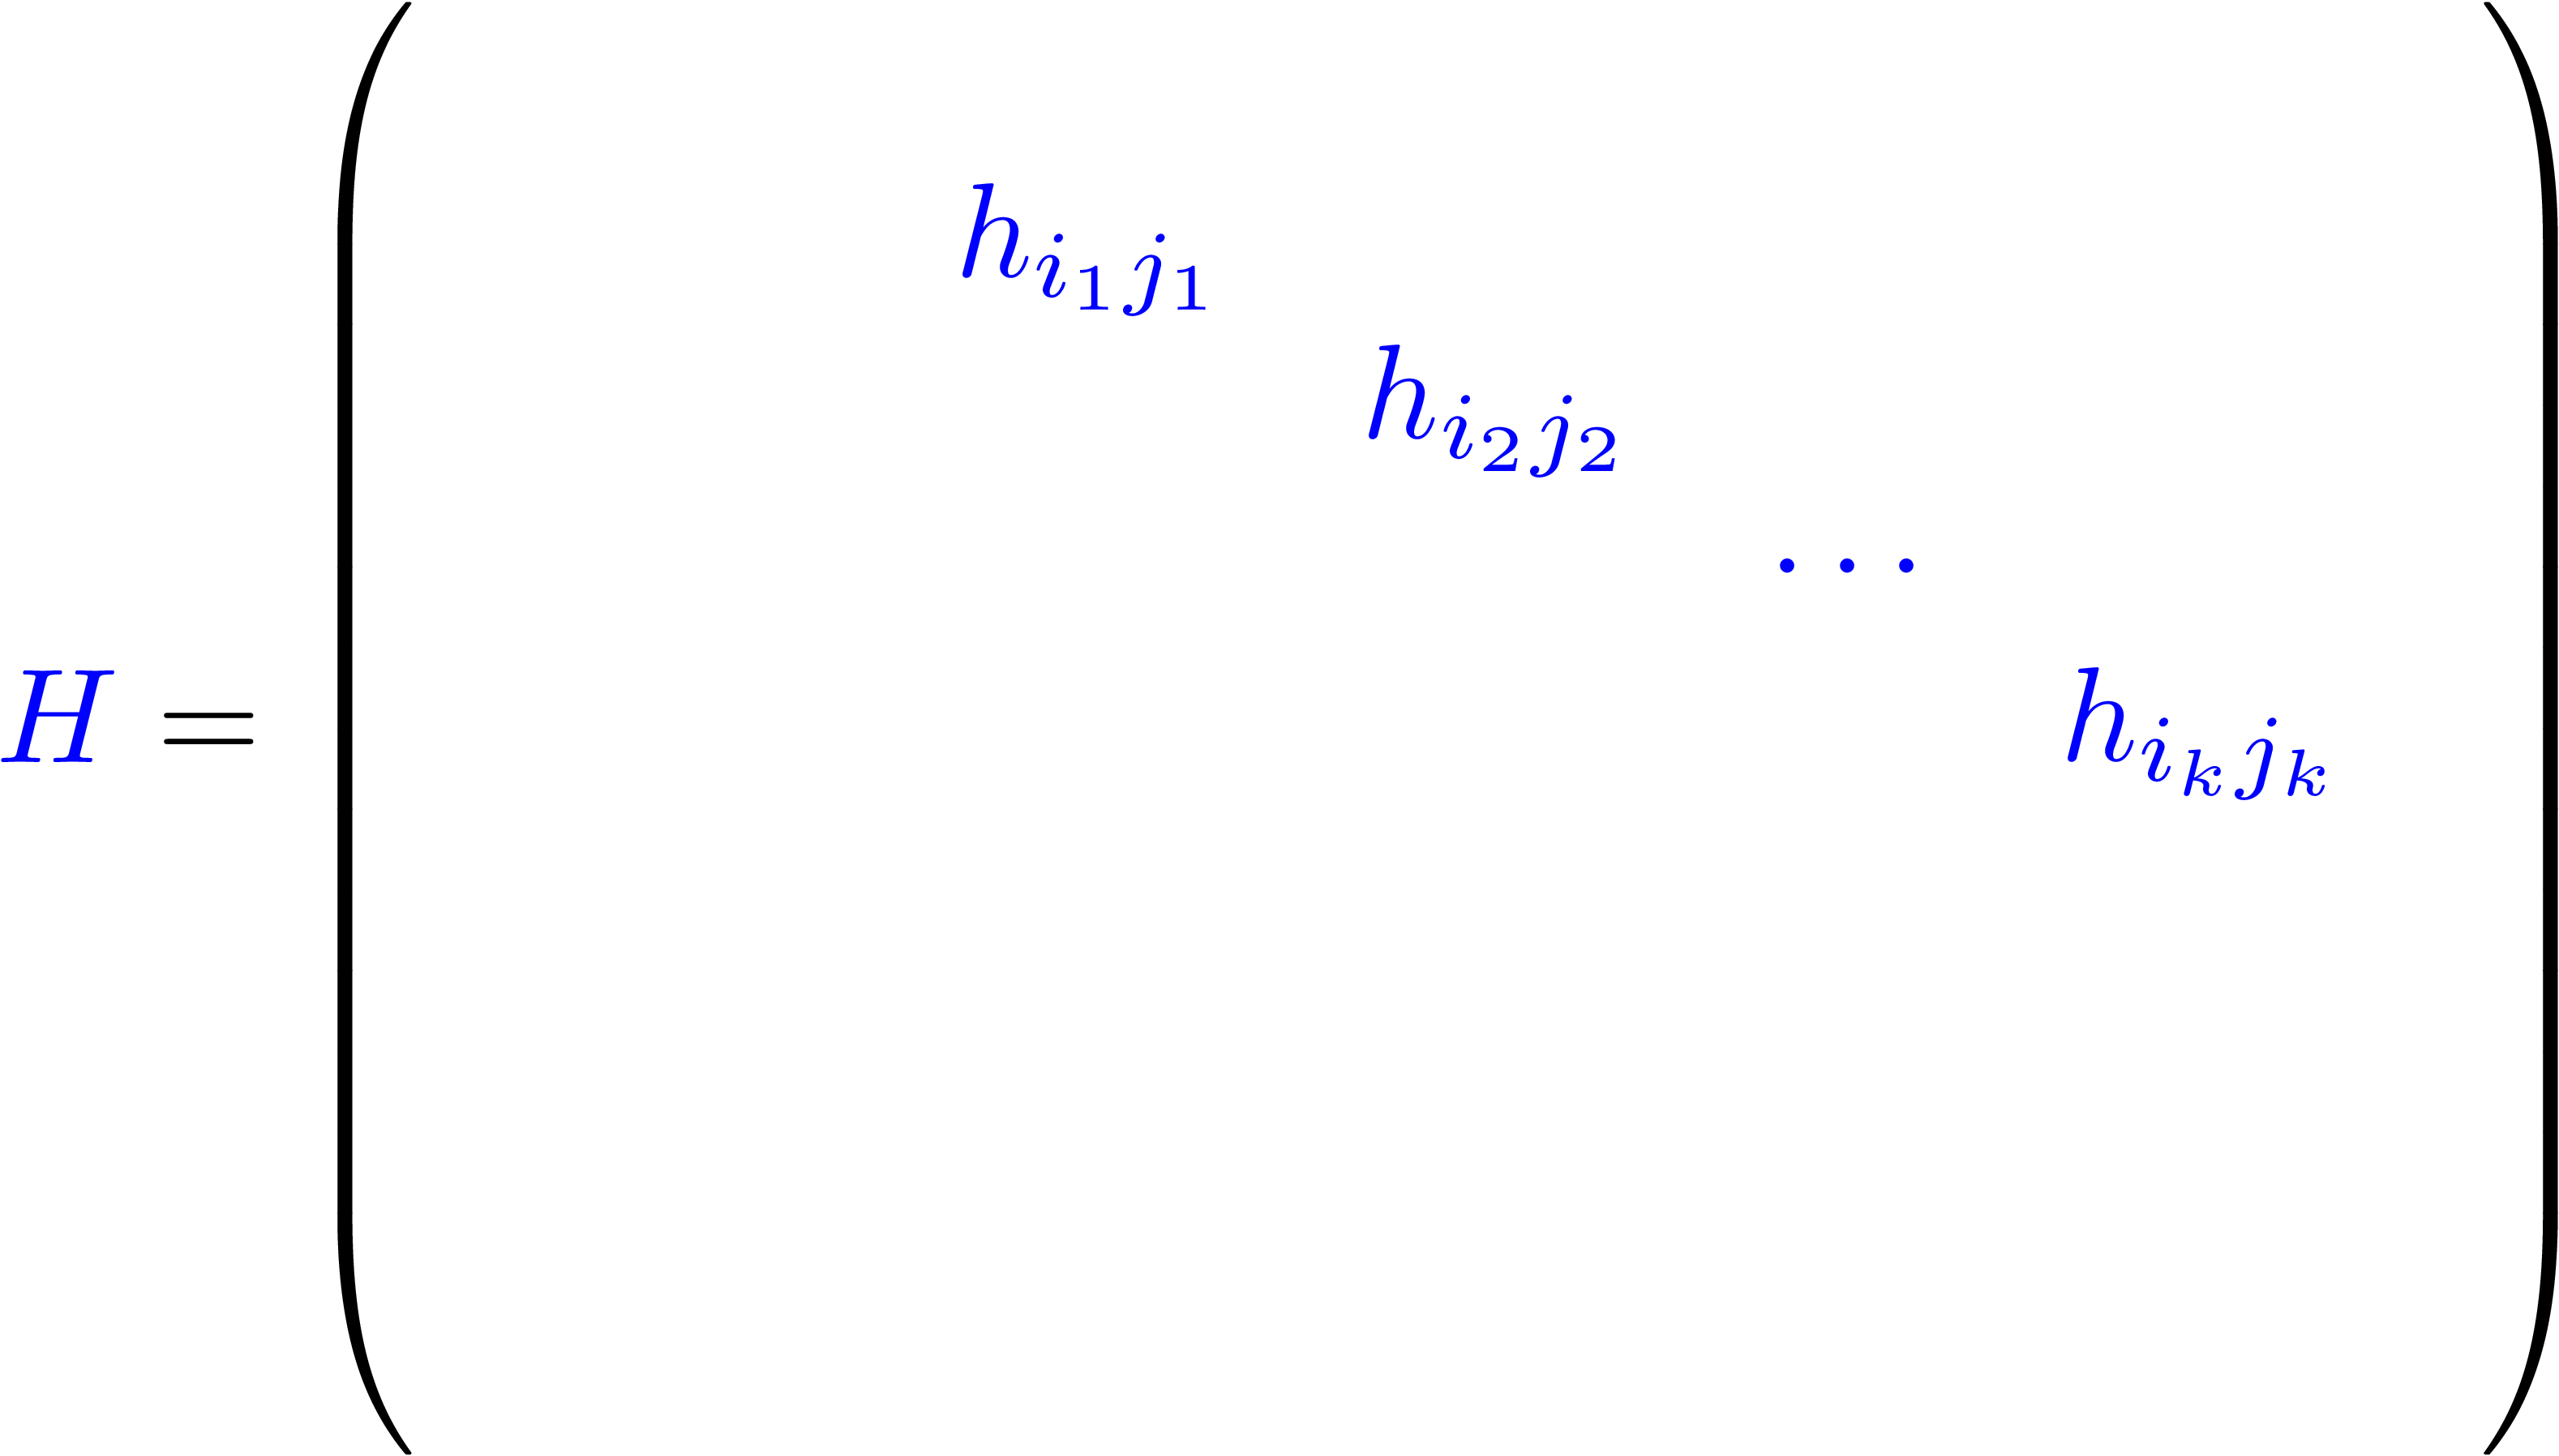 h_{i_1 j_1}
h_{i_2 j_2}
...
H = ( h_{i_k j_k} )